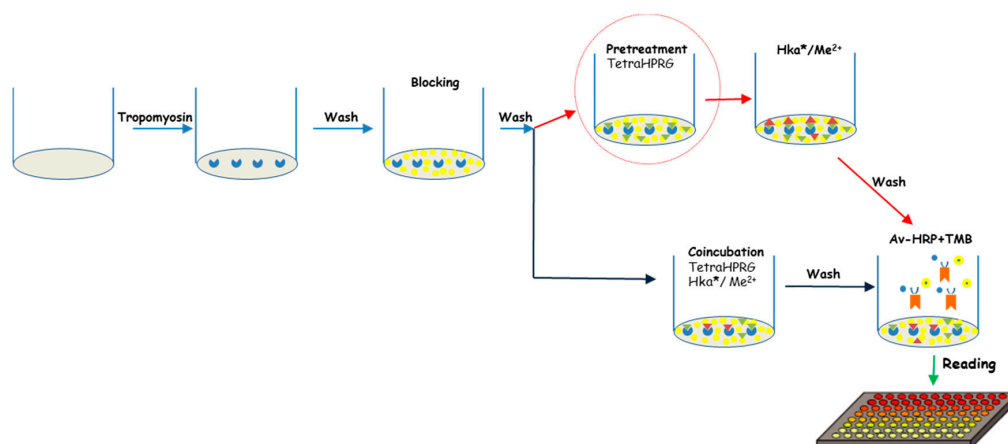 Tropomyosin
Wash
Blocking
Wash
Pretreatment
TetraHPRG
Hka*/Me²⁺
Wash
Coincubation
TetraHPRG
Hka*/ Me²⁺
Wash
Av-HRP+TMB
Reading